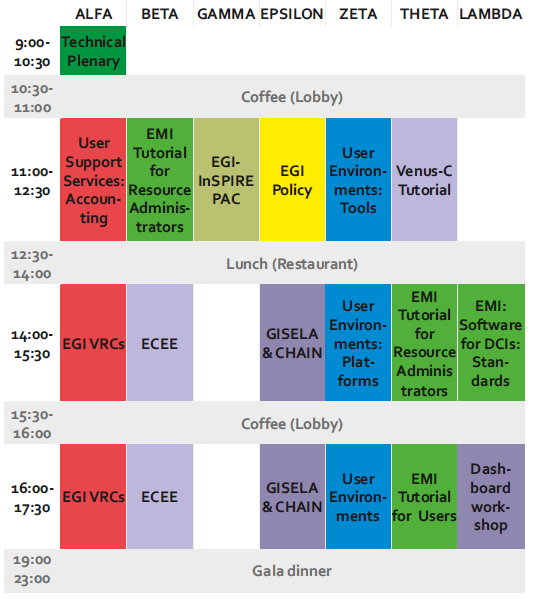 ALFA BETA GAMMA EPSILON ZETA THETA LAMBDA
9:00-
10:30
Technical
Plenary
10:30-
11:00
Coffee (Lobby)
11:00-
12:30
User
Support
Services:
Accoun-
ting
EMI
Tutorial
for
Resource
Adminis-
trators
EGI-
InSPIRE
PAC
EGI
Policy
User
Environ-
ments:
Tools
Venus-C
Tutorial
12:30-
14:00
Lunch (Restaurant)
14:00-
15:30
EGI VRCs
ECEE
GISELA
& CHAIN
User
Environ-
ments:
Plat-
forms
EMI
Tutorial
for
Resource
Adminis
trators
EMI:
Software
for DCIs:
Stan-
dards
15:30-
16:00
Coffee (Lobby)
16:00-
17:30
EGI VRCs
ECEE
GISELA
& CHAIN
User
Environ-
ments
EMI
Tutorial
for Users
Dash-
board
work-
shop
19:00
23:00
Gala dinner